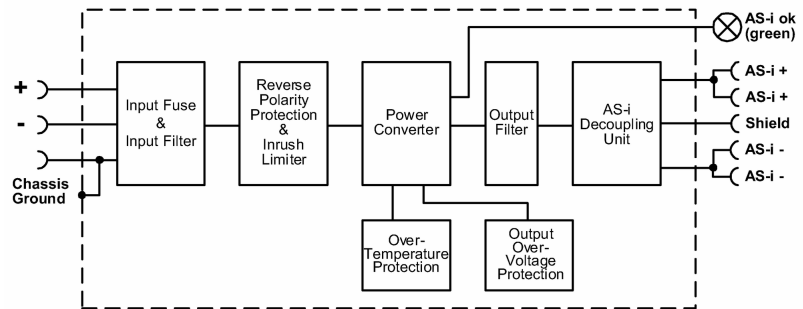 AS-i ok
(green)
+
-
Chassis
Ground
Input Fuse
&
Input Filter
Reverse
Polarity
Protection
&
Inrush
Limiter
Power
Converter
Output
Filter
AS-i
Decoupling
Unit
AS-i +
AS-i +
Shield
AS-i -
AS-i -
Over-
Temperature
Protection
Output
Over-
Voltage
Protection